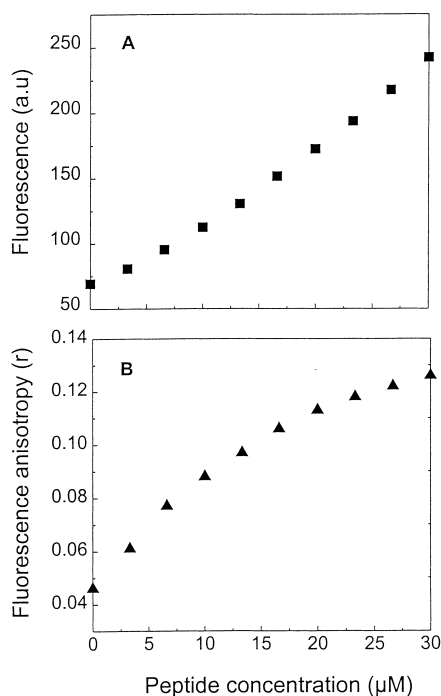 A
250
200
150
100
50
Fluorescence (a.u)
B
0.14
0.12
0.10
0.08
0.06
0.04
Fluorescence anisotropy (r)
0 5 10 15 20 25 30
Peptide concentration (µM)